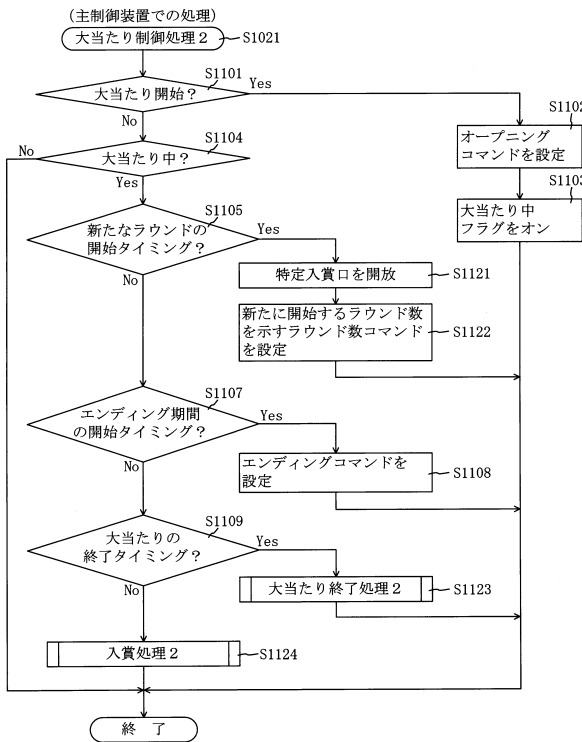 (主制御装置での処理)
大当たり制御処理2
S1021
S1101
大当たり開始?
Yes
No
S1102
オープニング
コマンドを設定
S1103
大当たり中
フラグをオン
S1104
No
大当たり中?
Yes
S1105
新たなラウンドの
開始タイミング?
Yes
No
特定入賞口を開放
S1121
新たに開始するラウンド数
を示すラウンド数コマンド
を設定
S1122
S1107
エンディング期間
の開始タイミング?
Yes
No
エンディングコマンドを
設定
S1108
S1109
大当たりの
終了タイミング?
Yes
No
大当たり終了処理2
S1123
入賞処理2
S1124
終 了